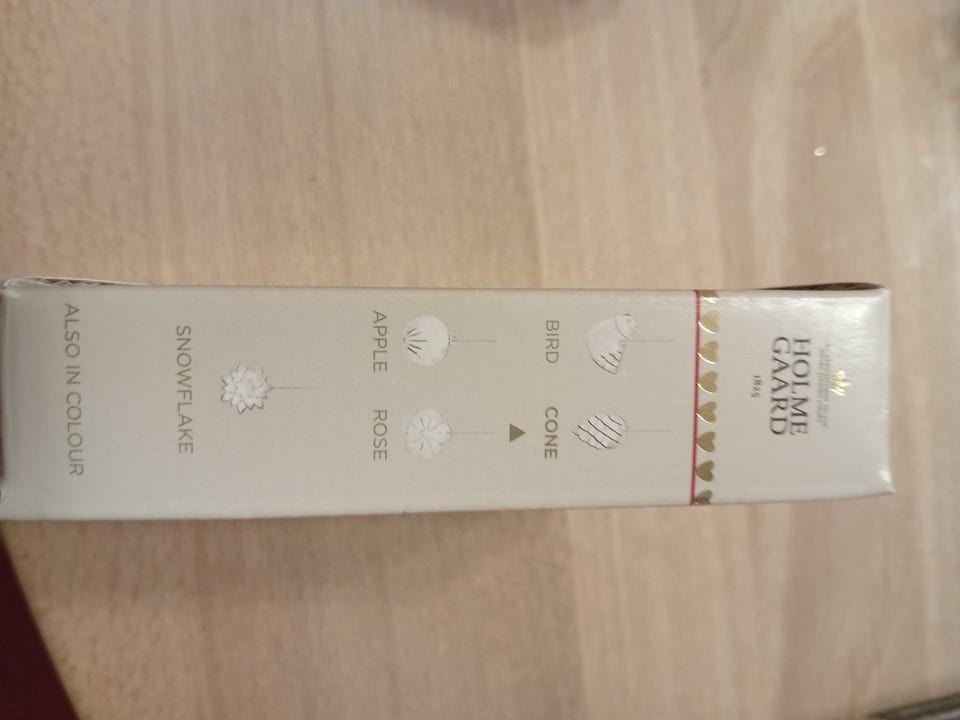 HOLME
GAARD
1825
BIRD CONE
APPLE ROSE
SNOWFLAKE
ALSO IN COLOUR